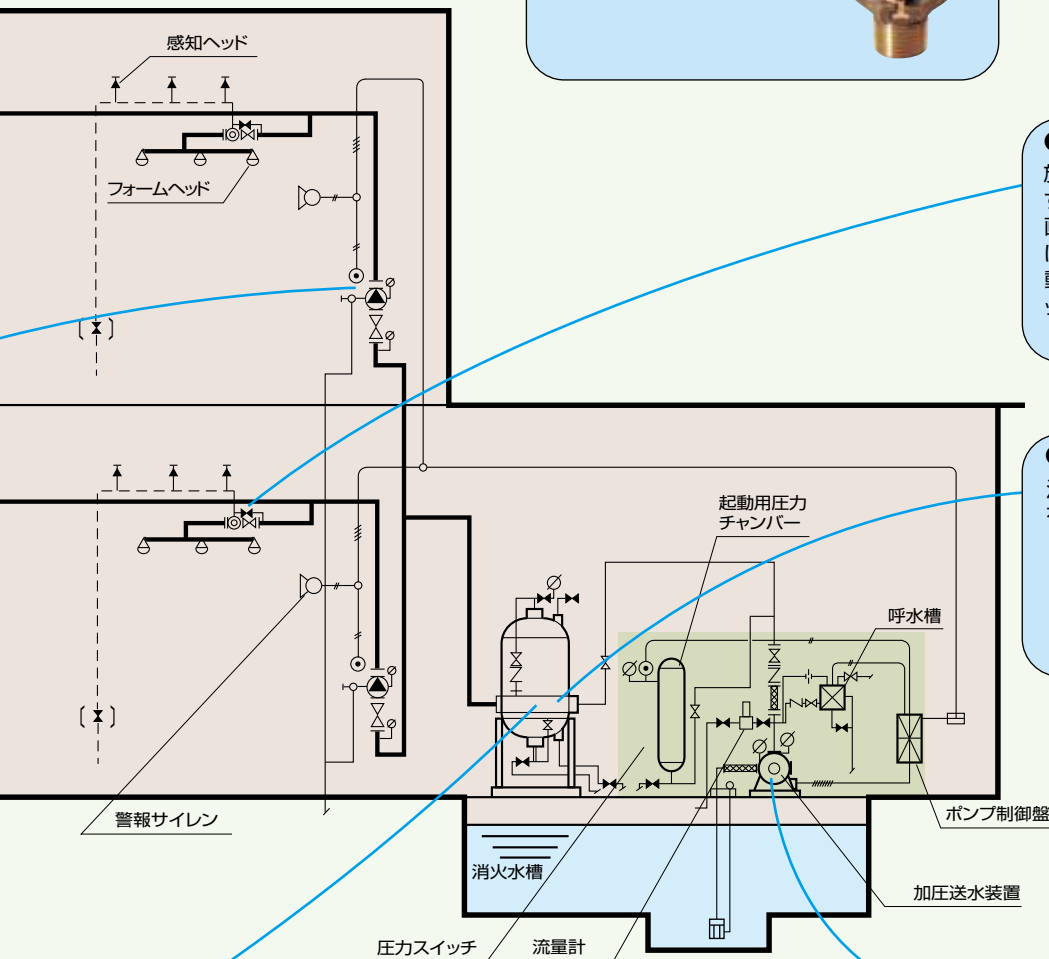 感知ヘッド
フォームヘッド
起動用圧力
チャンバー
呼水槽
警報サイレン
ポンプ制御盤
消火水槽
加圧送水装置
圧力スイッチ
流量計